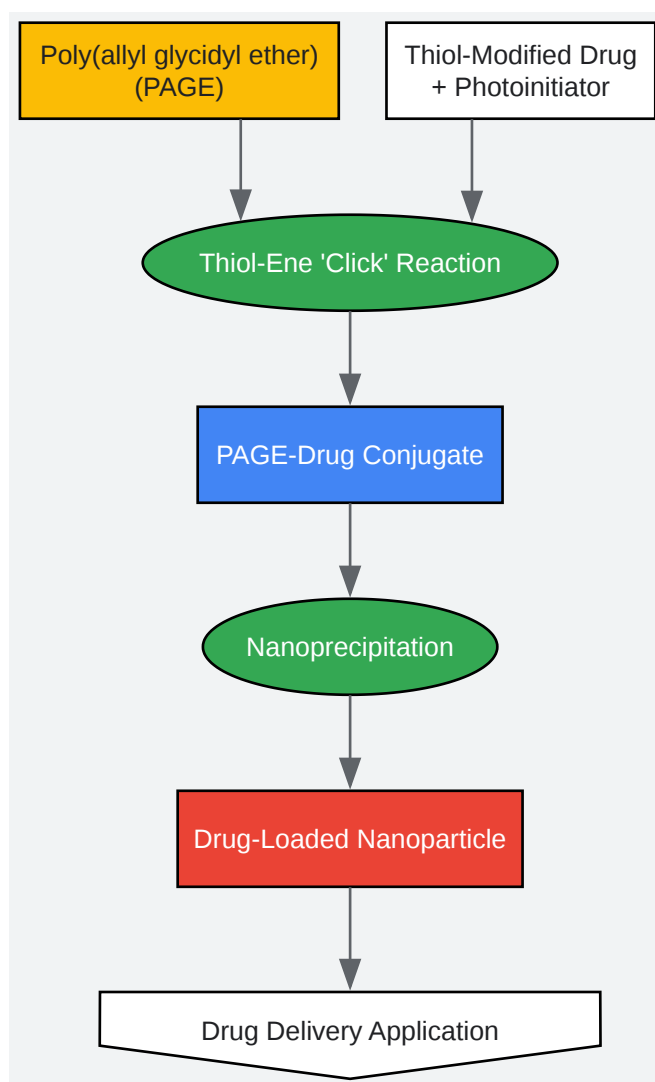 Poly(allyl glycidyl ether)
(PAGE)
Thiol-Modified Drug
+ Photoinitiator
Thiol-Ene 'Click' Reaction
PAGE-Drug Conjugate
Nanoprecipitation
Drug-Loaded Nanoparticle
Drug Delivery Application